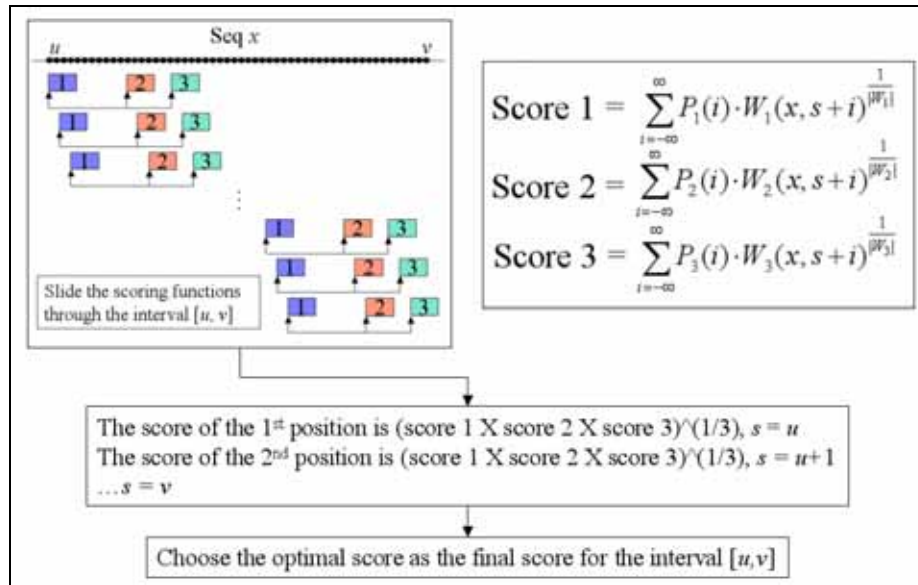 Seq x
u v
1 2 3
1 2 3
1 2 3
⋮
1 2 3
1 2 3
1 2 3
Slide the scoring functions
through the interval [u, v]
Score 1 = ∑_{i=-∞}^{∞} P₁(i)·W₁(x, s+i)^{1/|W₁|}
Score 2 = ∑_{i=-∞}^{∞} P₂(i)·W₂(x, s+i)^{1/|W₂|}
Score 3 = ∑_{i=-∞}^{∞} P₃(i)·W₃(x, s+i)^{1/|W₃|}
The score of the 1st position is (score 1 X score 2 X score 3)^(1/3), s = u
The score of the 2nd position is (score 1 X score 2 X score 3)^(1/3), s = u+1
…s = v
Choose the optimal score as the final score for the interval [u,v]